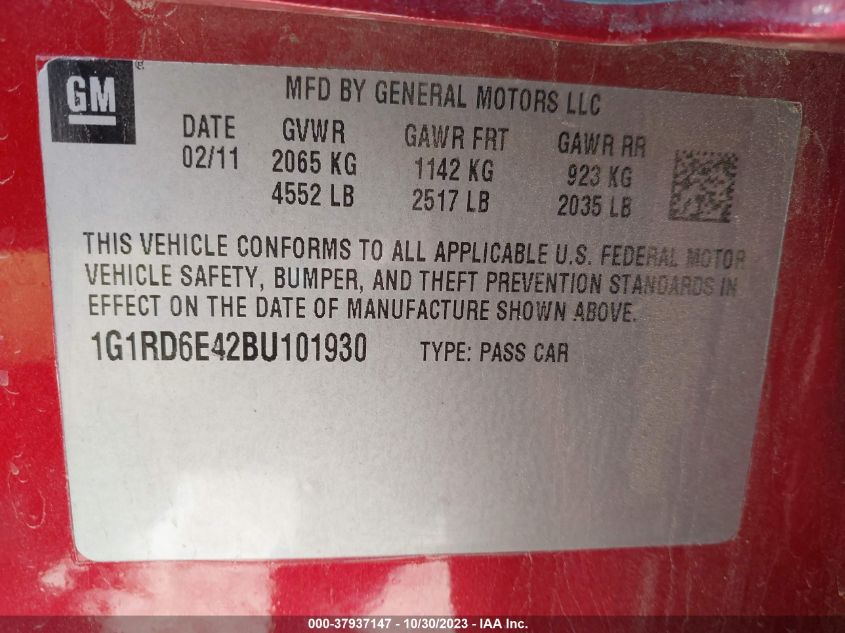 GM
MFD BY GENERAL MOTORS LLC
DATE GVWR GAWR FRT GAWR RR
02/11 2065 KG 1142 KG 923 KG
4552 LB 2517 LB 2035 LB
THIS VEHICLE CONFORMS TO ALL APPLICABLE U.S. FEDERAL MOTOR
VEHICLE SAFETY, BUMPER, AND THEFT PREVENTION STANDARDS IN
EFFECT ON THE DATE OF MANUFACTURE SHOWN ABOVE.
1G1RD6E42BU101930 TYPE: PASS CAR
000-37937147 - 10/30/2023 - IAA Inc.